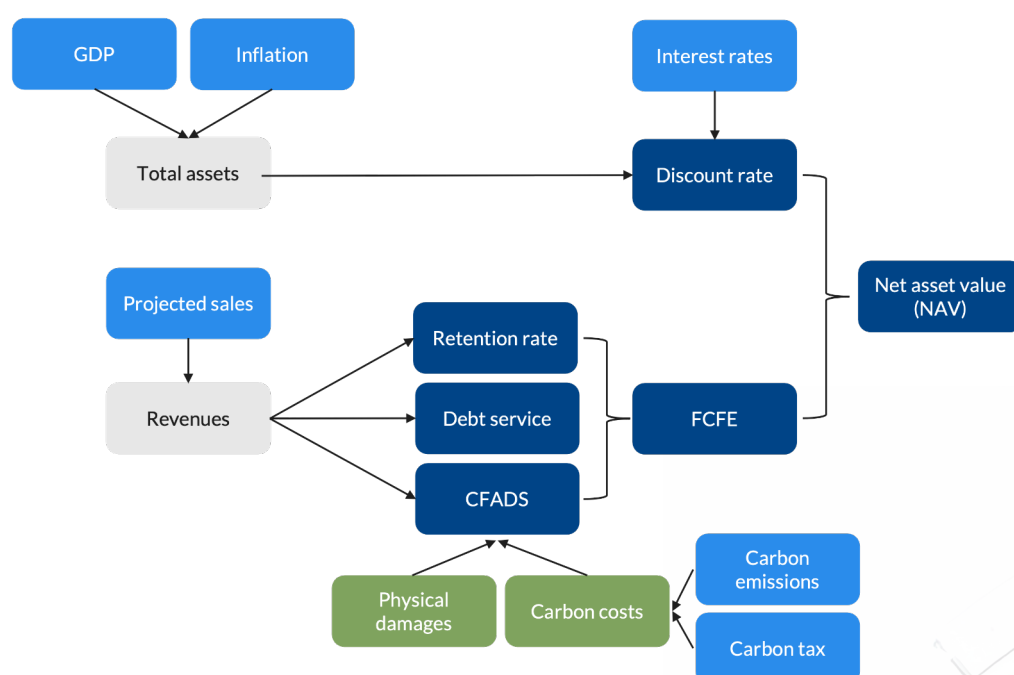 GDP
Inflation
Interest rates
Total assets
Discount rate
Net asset value
(NAV)
Projected sales
Retention rate
Revenues
Debt service
FCFE
CFADS
Physical
damages
Carbon costs
Carbon
emissions
Carbon tax